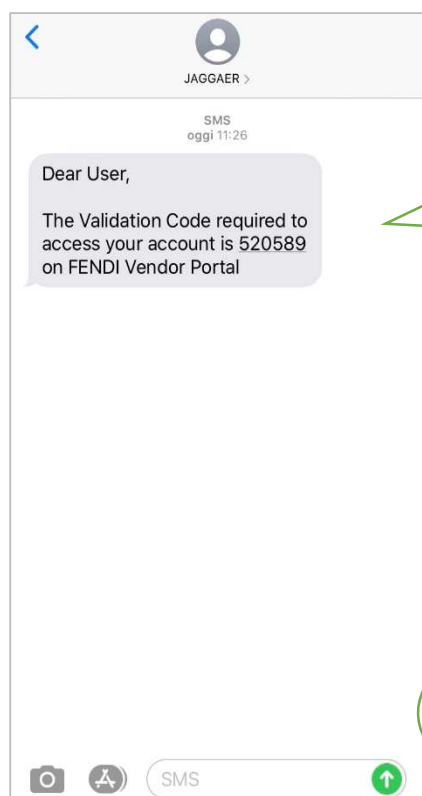 JAGGAER >
SMS
oggi 11:26
Dear User,
The Validation Code required to
access your account is 520589
on FENDI Vendor Portal
SMS